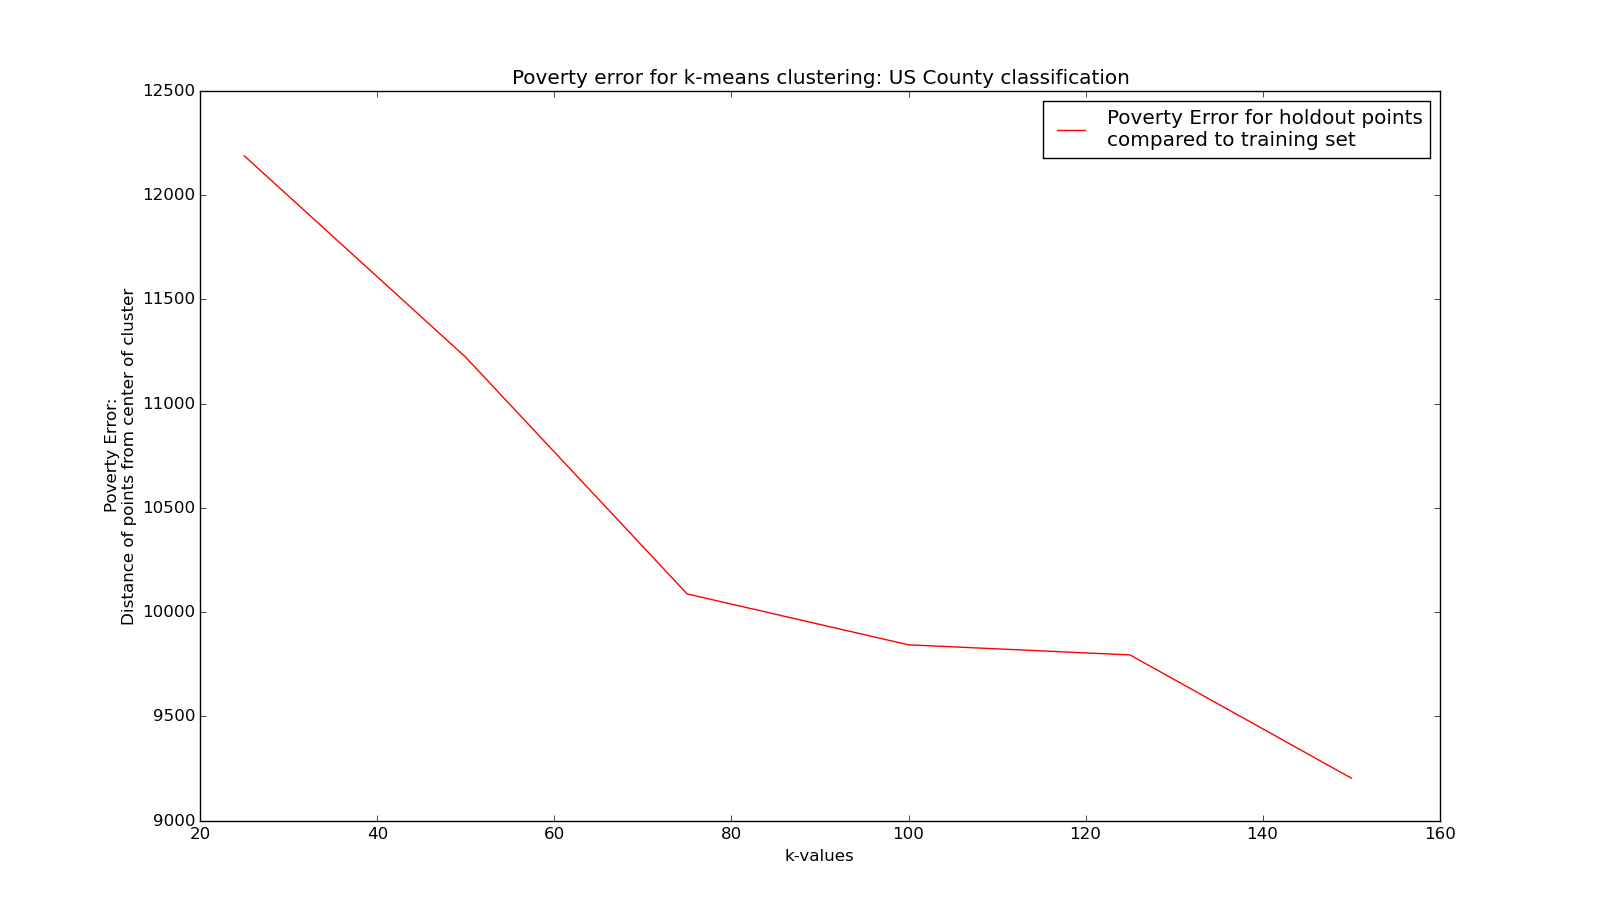 Poverty error for k-means clustering: US County classification
Poverty Error for holdout points
compared to training set
12500
12000
11500
11000
10500
10000
9500
9000
Poverty Error:
Distance of points from center of cluster
20 40 60 80 100 120 140 160
k-values